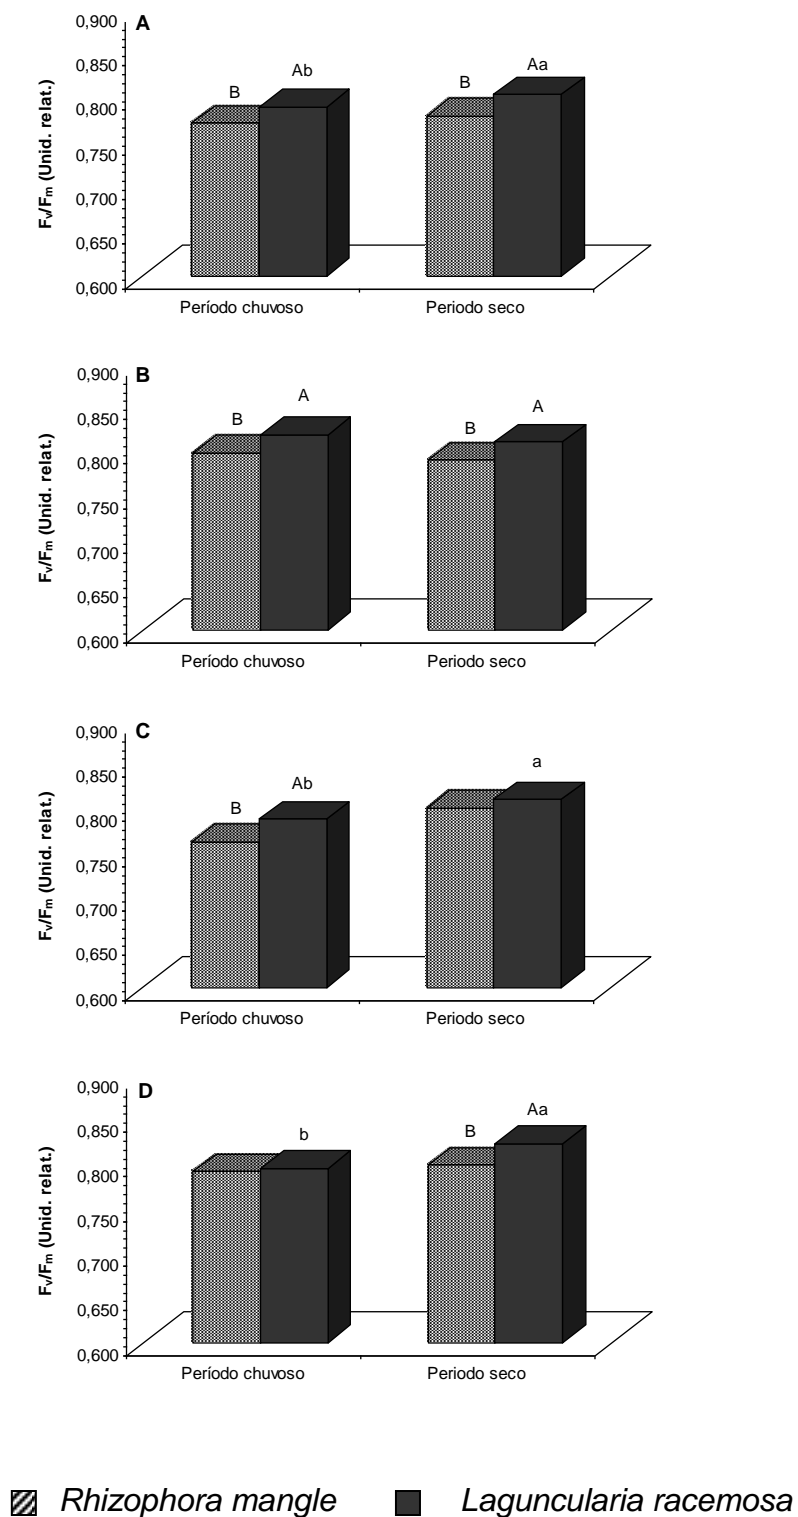 A
0,900
0,850
0,800
0,750
0,700
0,650
0,600
Fv/Fm (Unid. relat.)
B Ab B Aa
Período chuvoso Periodo seco
B
0,900
0,850
0,800
0,750
0,700
0,650
0,600
Fv/Fm (Unid. relat.)
B A B A
Período chuvoso Periodo seco
C
0,900
0,850
0,800
0,750
0,700
0,650
0,600
Fv/Fm (Unid. relat.)
B Ab a
Período chuvoso Periodo seco
D
0,900
0,850
0,800
0,750
0,700
0,650
0,600
Fv/Fm (Unid. relat.)
b B Aa
Período chuvoso Periodo seco
Rhizophora mangle Laguncularia racemosa